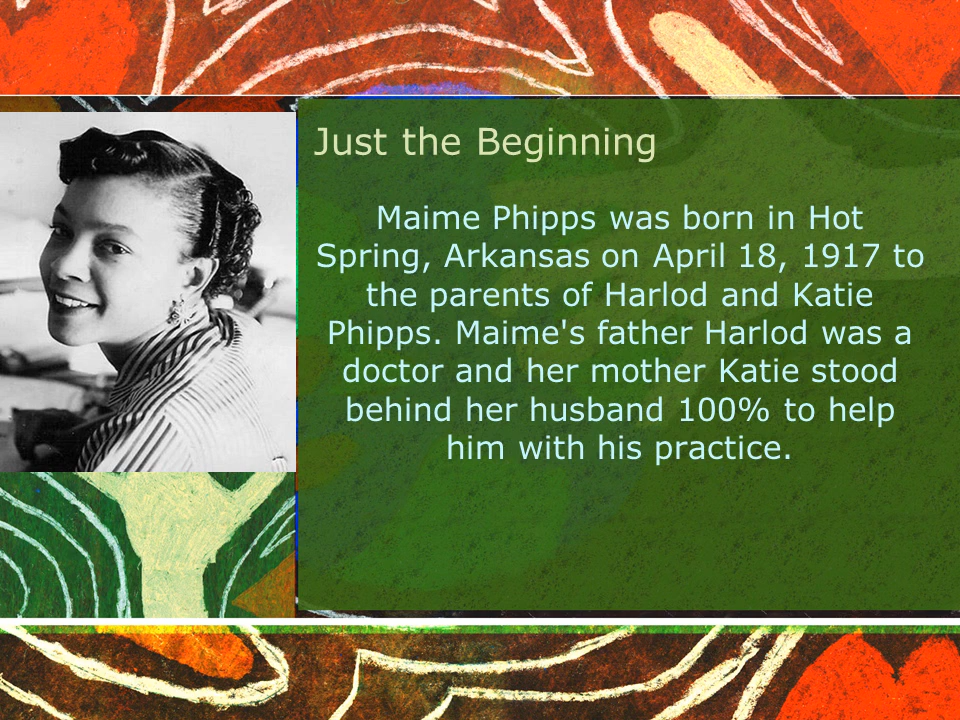 Just the Beginning
Maime Phipps was born in Hot
Spring, Arkansas on April 18, 1917 to
the parents of Harlod and Katie
Phipps. Maime's father Harlod was a
doctor and her mother Katie stood
behind her husband 100% to help
him with his practice.